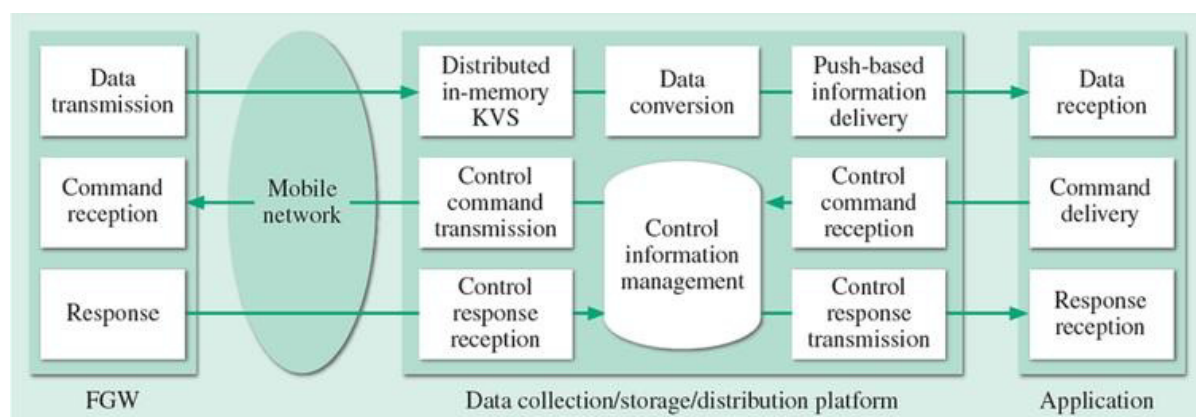 Data
transmission
Distributed
in-memory
KVS
Data
conversion
Push-based
information
delivery
Data
reception
Command
reception
Mobile
network
Control
command
transmission
Control
information
management
Control
command
reception
Command
delivery
Response
Control
response
reception
Control
response
transmission
Response
reception
FGW
Data collection/storage/distribution platform
Application